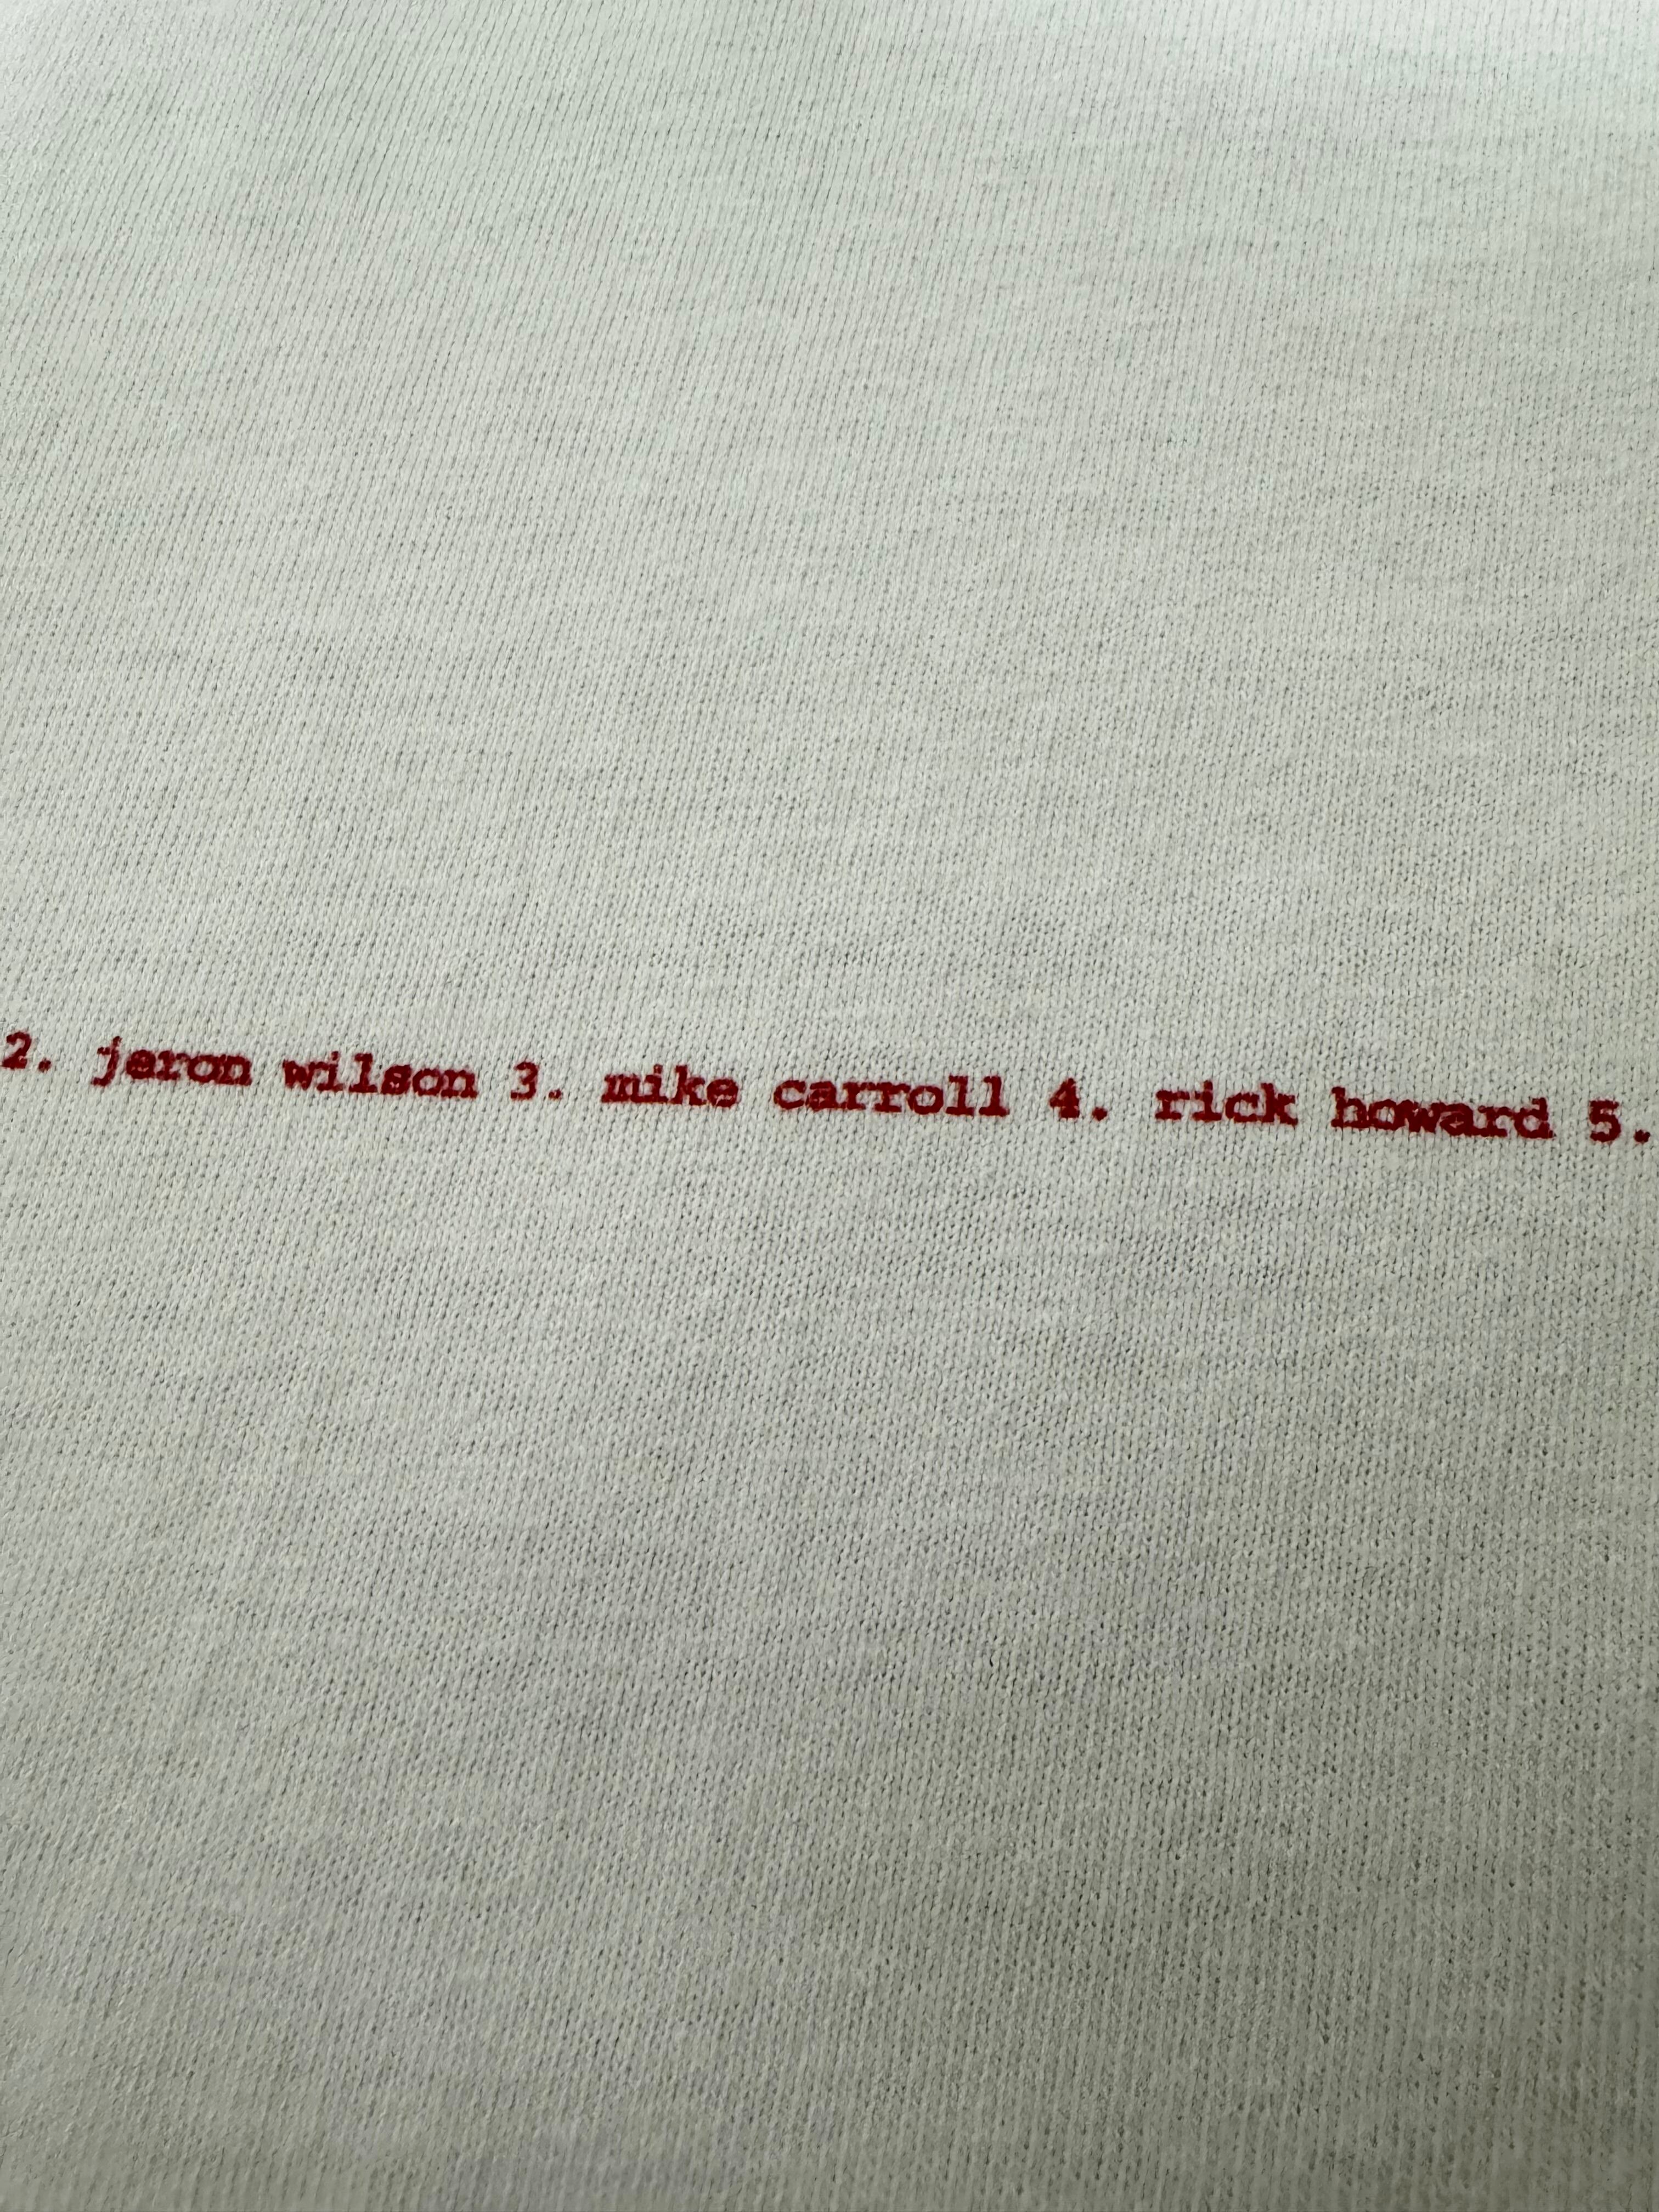 2. jeron wilson 3. mike carroll 4. rick howard 5.